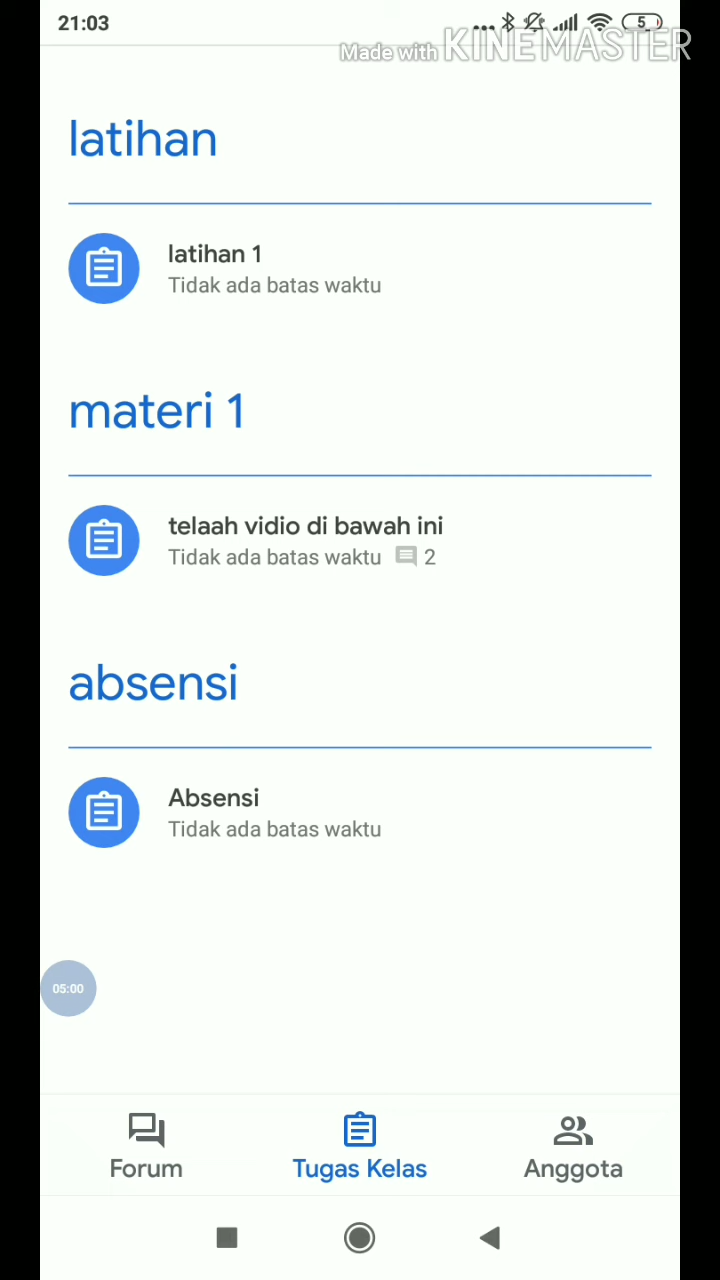 21:03
5
Made with KINEMASTER
latihan
latihan 1
Tidak ada batas waktu
materi 1
telaah vidio di bawah ini
Tidak ada batas waktu 2
absensi
Absensi
Tidak ada batas waktu
05:00
Forum
Tugas Kelas
Anggota